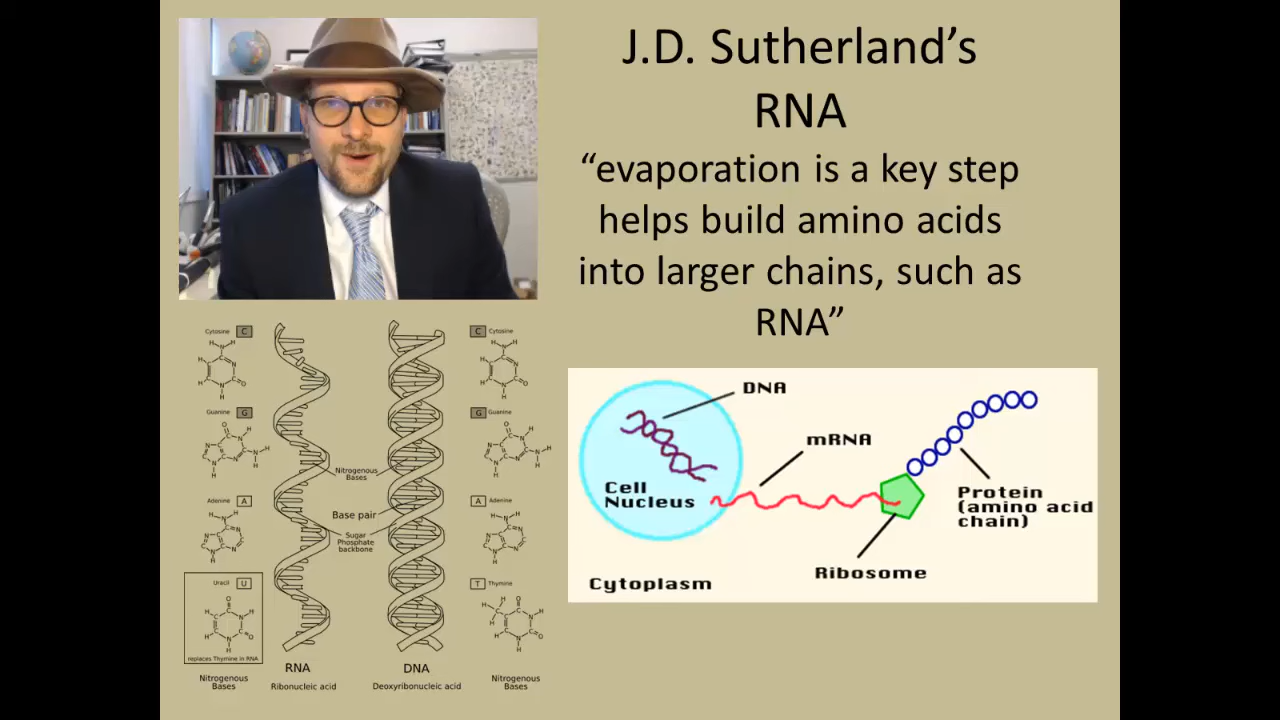 J.D. Sutherland’s
RNA
“evaporation is a key step
helps build amino acids
into larger chains, such as
RNA”
Cytosine C
C Cytosine
Guanine G
G Guanine
Nitrogenous
Bases
Adenine A
A Adenine
Base pair
Sugar
Phosphate
backbone
Uracil U
T Thymine
replaces Thymine in RNA
Nitrogenous
Bases
RNA
Ribonucleic acid
DNA
Deoxyribonucleic acid
Nitrogenous
Bases
DNA
mRNA
Cell
Nucleus
Protein
(amino acid
chain)
Ribosome
Cytoplasm